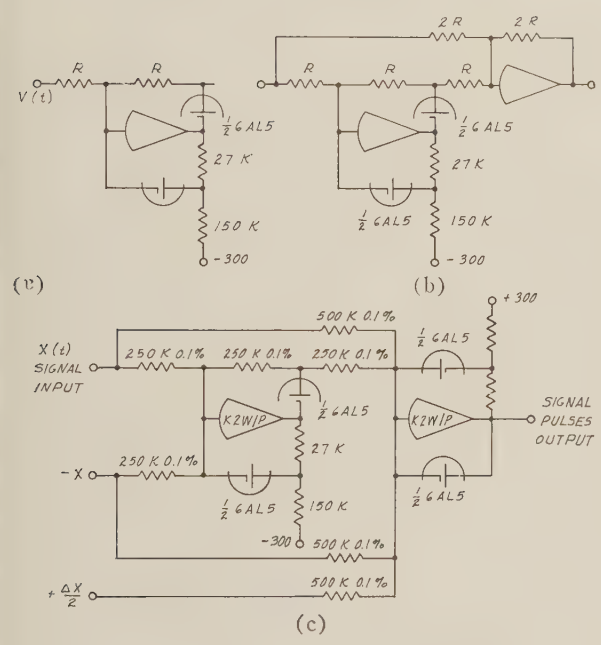 2 R
2 R
R
R
R
R
R
V(t)
1/2 6AL5
1/2 6AL5
27 K
27 K
1/2 6AL5
150 K
150 K
-300
-300
(a)
(b)
+300
500 K 0.1%
1/2 6AL5
X(t)
SIGNAL
INPUT
250 K 0.1%
250 K 0.1%
250 K 0.1%
1/2 6AL5
K2W/P
K2W/P
SIGNAL
PULSES
OUTPUT
27 K
250 K 0.1%
-X
1/2 6AL5
1/2 6AL5
150 K
-300
500 K 0.1%
500 K 0.1%
+ ΔX/2
(c)